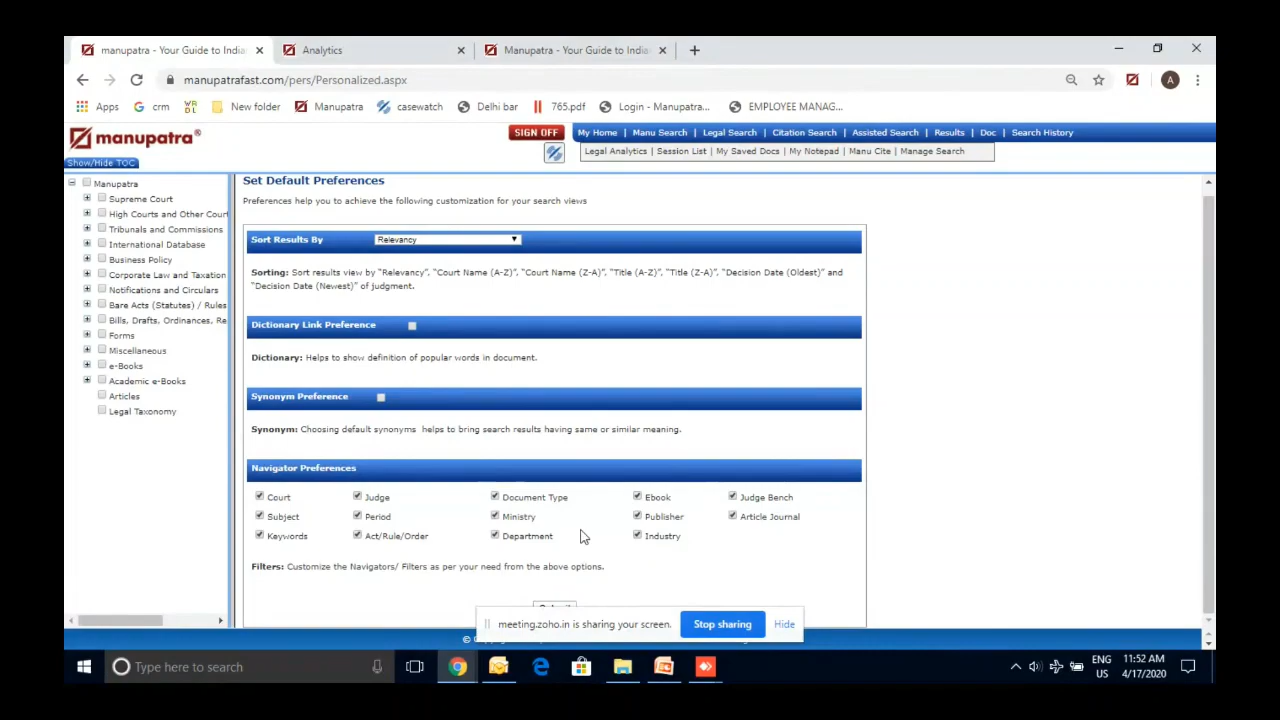 manupatra - Your Guide to India
Analytics
Manupatra - Your Guide to India
manupatrafast.com/pers/Personalized.aspx
A
Apps
crm
New folder
Manupatra
casewatch
Delhi bar
765.pdf
Login - Manupatra...
EMPLOYEE MANAG...
manupatra®
SIGN OFF
My Home | Manu Search | Legal Search | Citation Search | Assisted Search | Results | Doc | Search History
Legal Analytics | Session List | My Saved Docs | My Notepad | Manu Cite | Manage Search
Show/Hide TOC
Manupatra
Supreme Court
High Courts and Other Court
Tribunals and Commissions
International Database
Business Policy
Corporate Law and Taxation
Notifications and Circulars
Bare Acts (Statutes) / Rules
Bills, Drafts, Ordinances, Re
Forms
Miscellaneous
e-Books
Academic e-Books
Articles
Legal Taxonomy
Set Default Preferences
Preferences help you to achieve the following customization for your search views
Sort Results By Relevancy
Sorting: Sort results view by "Relevancy", "Court Name (A-Z)", "Court Name (Z-A)", "Title (A-Z)", "Title (Z-A)", "Decision Date (Oldest)" and
"Decision Date (Newest)" of judgment.
Dictionary Link Preference
Dictionary: Helps to show definition of popular words in document.
Synonym Preference
Synonym: Choosing default synonyms helps to bring search results having same or similar meaning.
Navigator Preferences
Court Judge Document Type Ebook Judge Bench
Subject Period Ministry Publisher Article Journal
Keywords Act/Rule/Order Department Industry
Filters: Customize the Navigators/ Filters as per your need from the above options.
meeting.zoho.in is sharing your screen. Stop sharing Hide
©
Type here to search
ENG
US
11:52 AM
4/17/2020